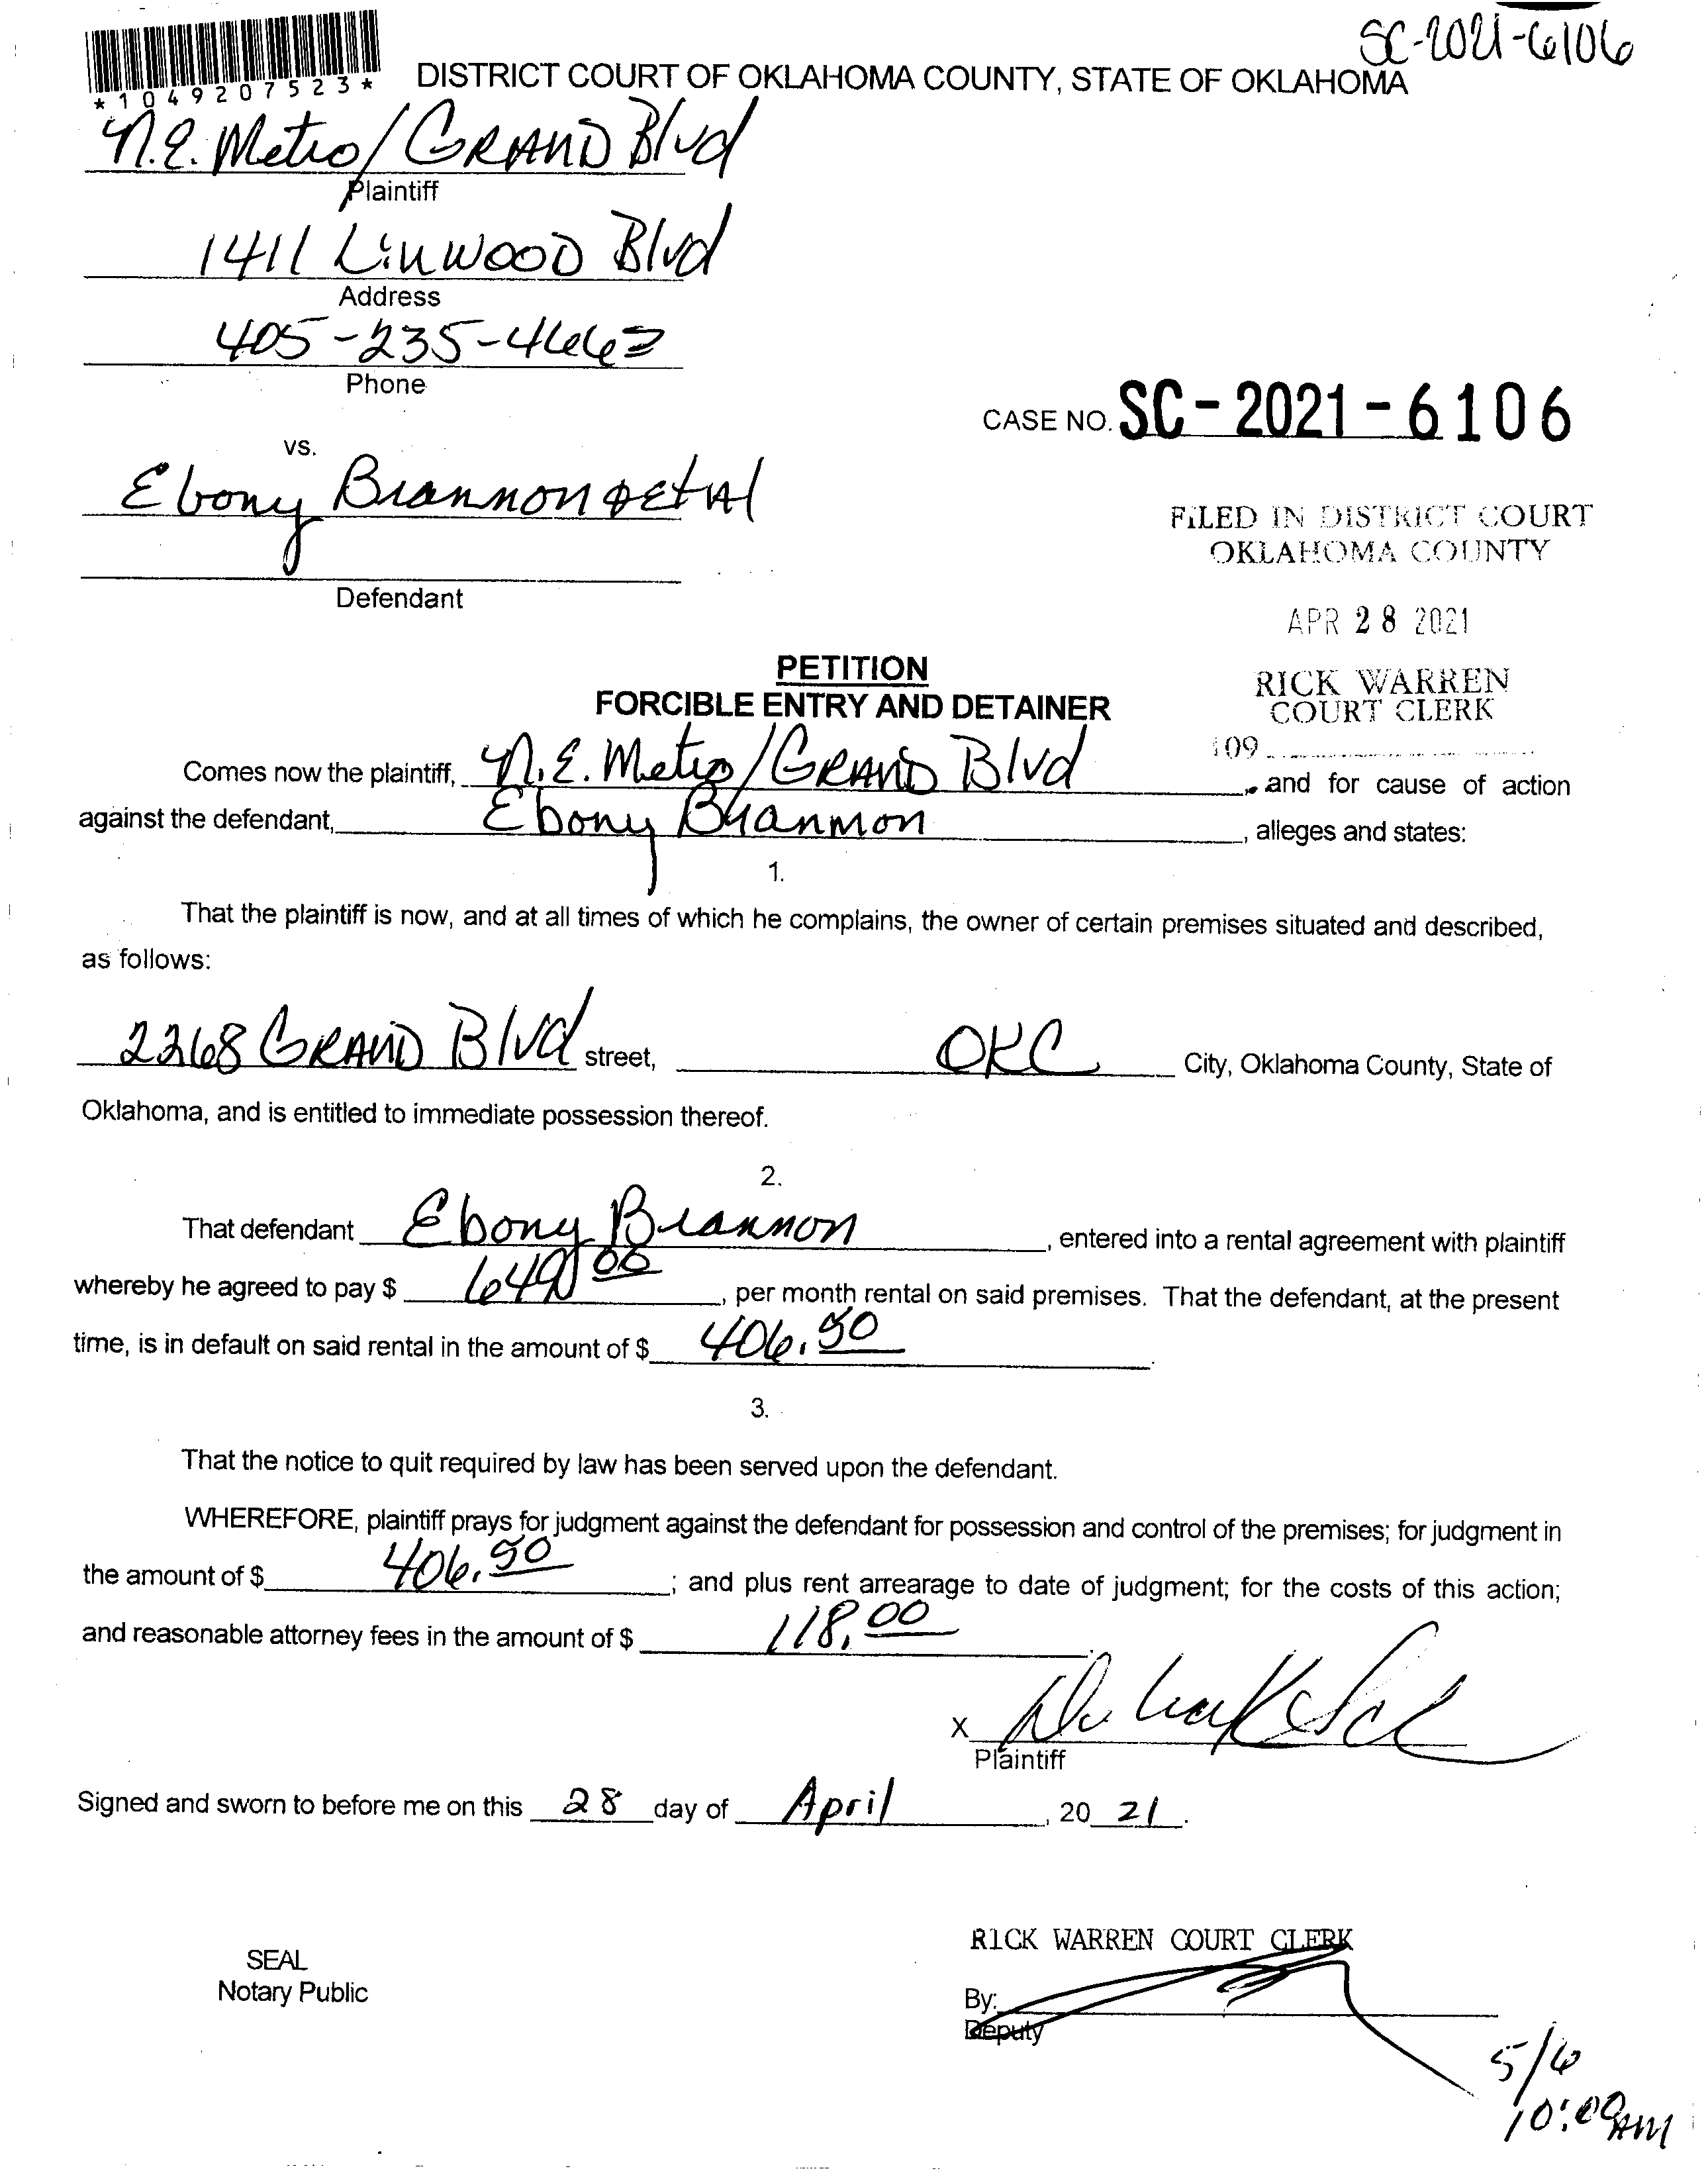 SC-2021-6106
*1049207523*
DISTRICT COURT OF OKLAHOMA COUNTY, STATE OF OKLAHOMA
N.E. Metro/GRAND Blvd
Plaintiff
1411 LinWOOD Blvd
Address
405-235-4663
Phone
CASE NO. SC-2021-6106
vs.
Ebony Brannon et Al
FILED IN DISTRICT COURT
OKLAHOMA COUNTY
Defendant
APR 28 2021
PETITION
RICK WARREN
FORCIBLE ENTRY AND DETAINER
COURT CLERK
109
Comes now the plaintiff, N.E. Metro/GRAND Blvd, and for cause of action
against the defendant, Ebony Brannon, alleges and states:
1.
That the plaintiff is now, and at all times of which he complains, the owner of certain premises situated and described,
as follows:
2268 GRAND Blvd street, OKC City, Oklahoma County, State of
Oklahoma, and is entitled to immediate possession thereof.
2.
That defendant Ebony Brannon, entered into a rental agreement with plaintiff
whereby he agreed to pay $ 649.00, per month rental on said premises. That the defendant, at the present
time, is in default on said rental in the amount of $ 406.50.
3.
That the notice to quit required by law has been served upon the defendant.
WHEREFORE, plaintiff prays for judgment against the defendant for possession and control of the premises; for judgment in
the amount of $ 406.50; and plus rent arrearage to date of judgment; for the costs of this action;
and reasonable attorney fees in the amount of $ 118.00.
X
Plaintiff
Signed and sworn to before me on this 28 day of April, 20 21.
RICK WARREN COURT CLERK
SEAL
Notary Public
By:
Deputy
5/6
10:00AM